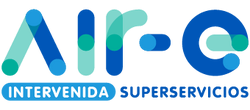 AIr-e
INTERVENIDA SUPERSERVICIOS